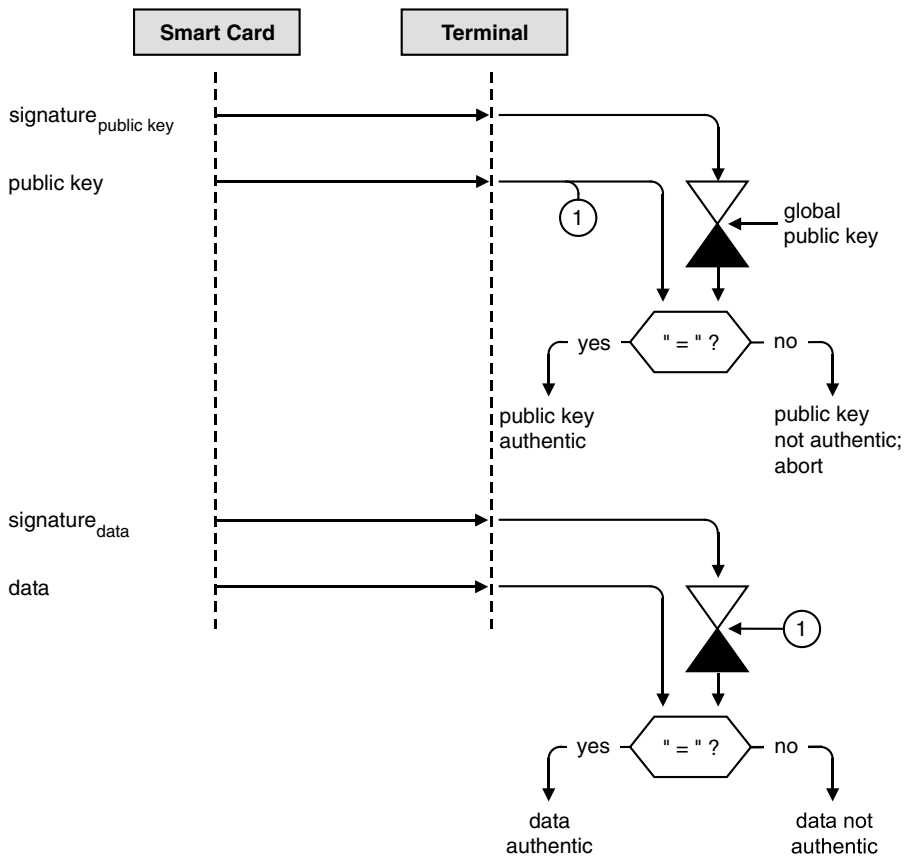 Smart Card
Terminal
signature public key
public key
1
global
public key
" = " ?
yes
no
public key
authentic
public key
not authentic;
abort
signature data
data
1
" = " ?
yes
no
data
authentic
data not
authentic